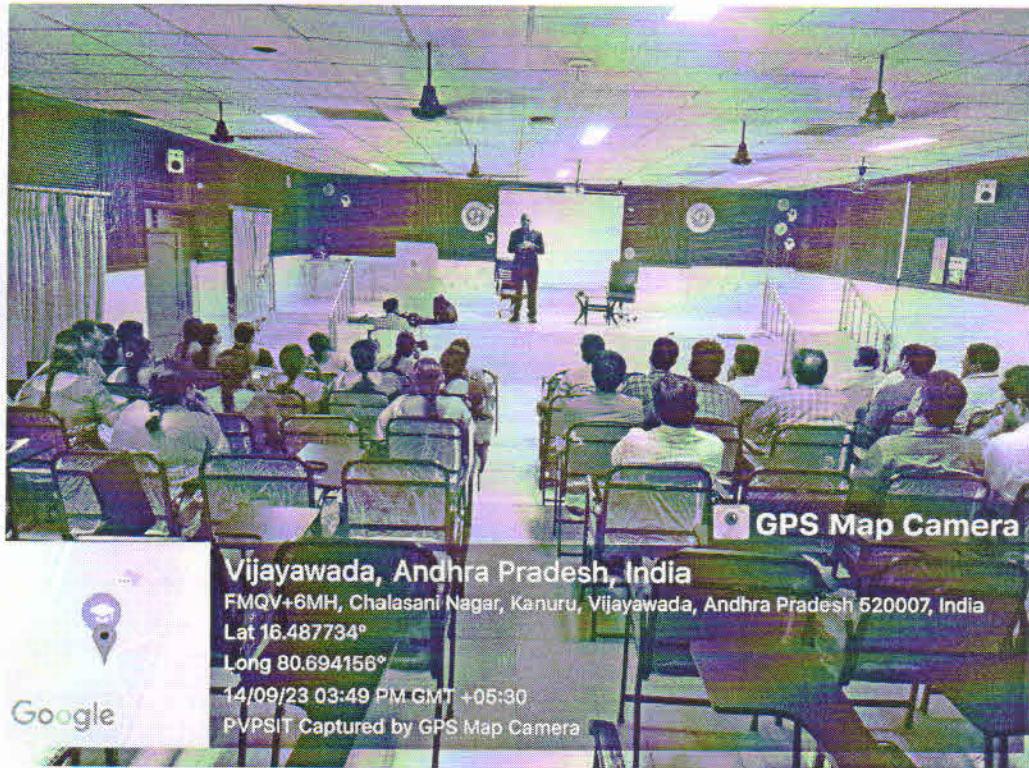 GPS Map Camera
Vijayawada, Andhra Pradesh, India
FMQV+6MH, Chalasani Nagar, Kanuru, Vijayawada, Andhra Pradesh 520007, India
Lat 16.487734°
Long 80.694156°
14/09/23 03:49 PM GMT +05:30
PVPSIT Captured by GPS Map Camera
Google